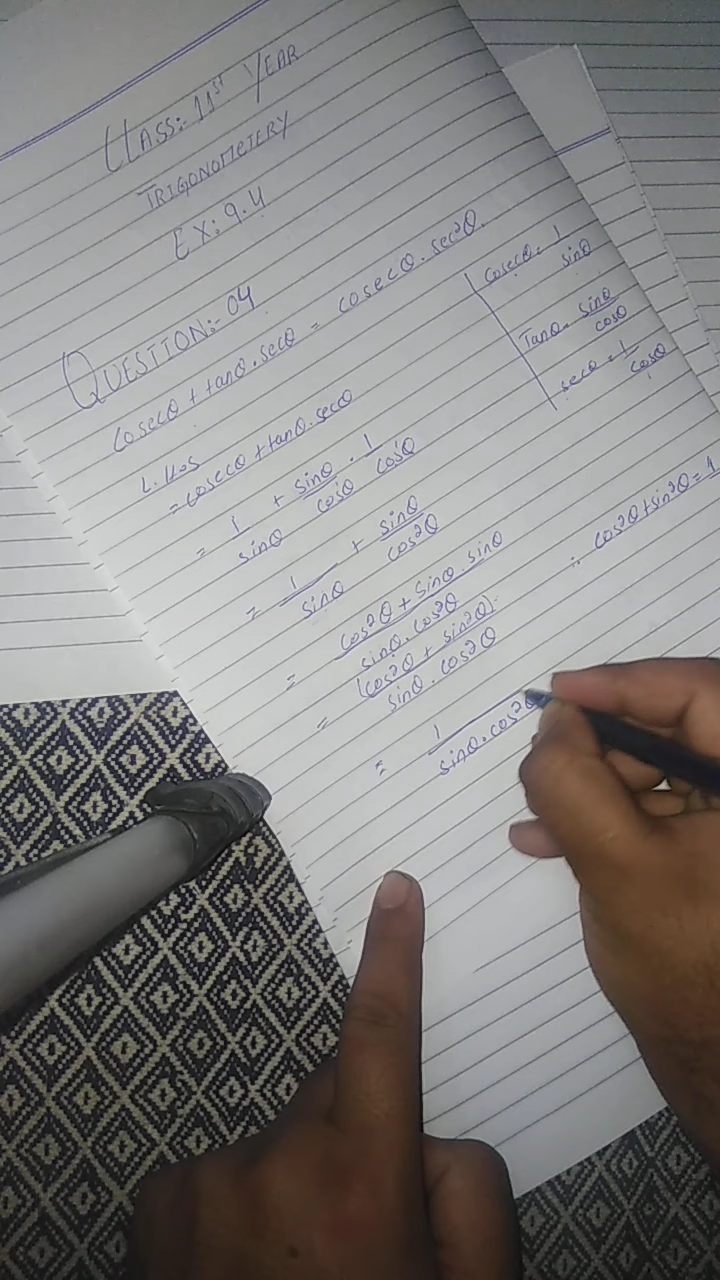 CLASS:- 11ST YEAR
TRIGONOMETERY
EX: 9.4
QUESTION:- 04
cosecθ + tanθ.secθ = cosecθ.sec²θ.
cosecθ = 1/sinθ
Tanθ = sinθ/cosθ
secθ = 1/cosθ
L.H.S
= cosecθ + tanθ.secθ
= 1/sinθ + sinθ/cosθ . 1/cosθ
= 1/sinθ + sinθ/cos²θ
= cos²θ + sinθ.sinθ / sinθ.cos²θ
∴ cos²θ + sin²θ = 1
= (cos²θ + sin²θ) / sinθ.cos²θ
= 1/sinθ.cos²θ